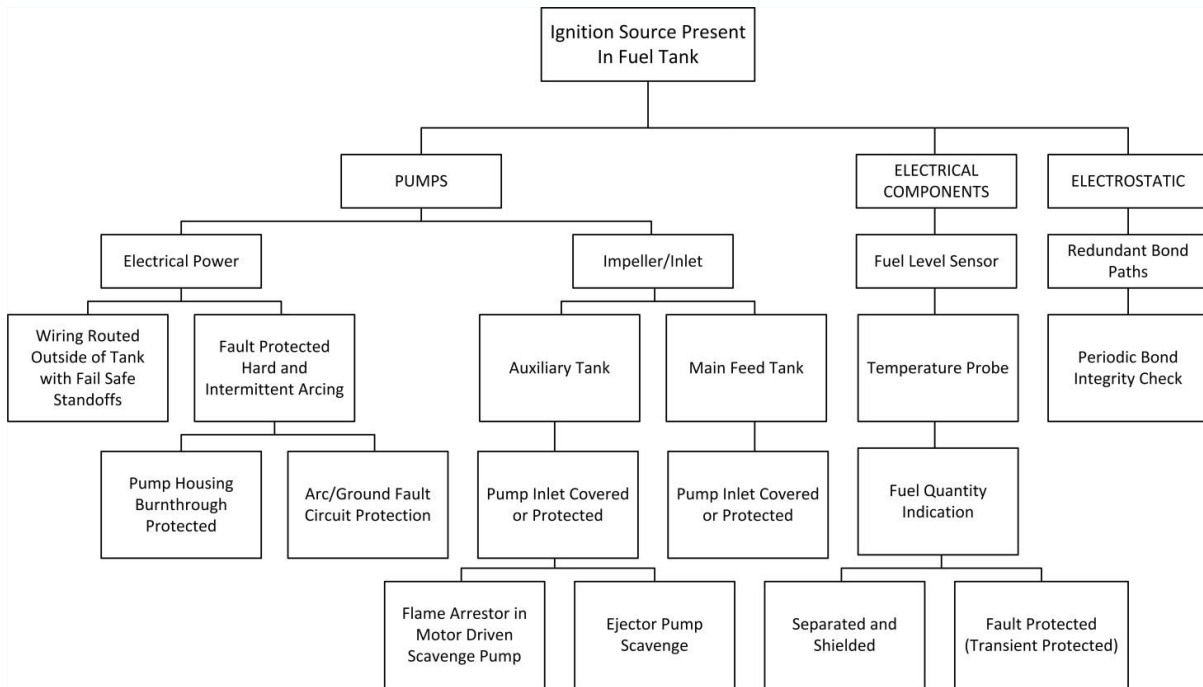 Ignition Source Present
In Fuel Tank
PUMPS
ELECTRICAL
COMPONENTS
ELECTROSTATIC
Electrical Power
Impeller/Inlet
Fuel Level Sensor
Redundant Bond
Paths
Wiring Routed
Outside of Tank
with Fail Safe
Standoffs
Fault Protected
Hard and
Intermittent Arcing
Auxiliary Tank
Main Feed Tank
Temperature Probe
Periodic Bond
Integrity Check
Pump Housing
Burnthrough
Protected
Arc/Ground Fault
Circuit Protection
Pump Inlet Covered
or Protected
Pump Inlet Covered
or Protected
Fuel Quantity
Indication
Flame Arrestor in
Motor Driven
Scavenge Pump
Ejector Pump
Scavenge
Separated and
Shielded
Fault Protected
(Transient Protected)